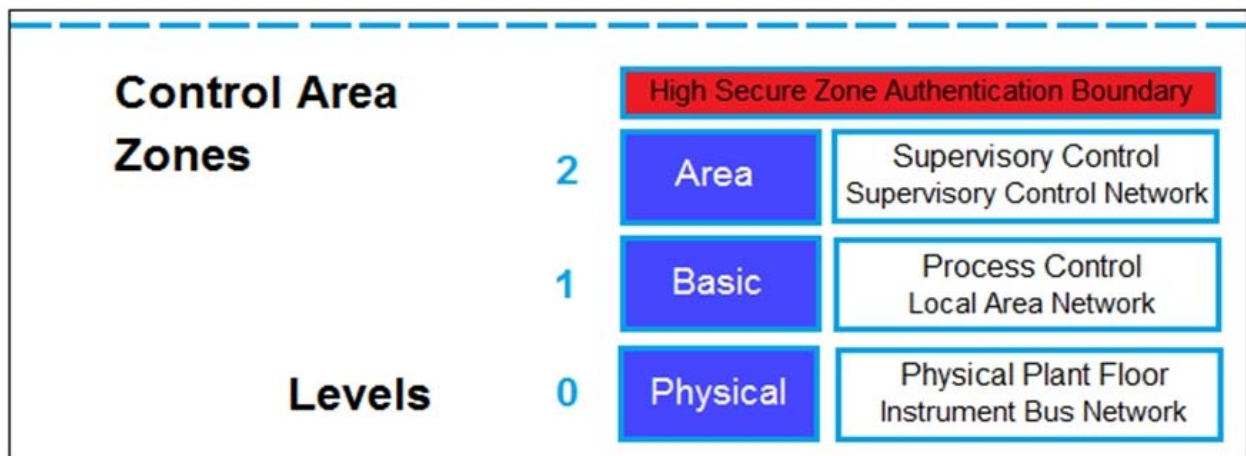 Control Area
Zones
High Secure Zone Authentication Boundary
2
Area
Supervisory Control
Supervisory Control Network
1
Basic
Process Control
Local Area Network
Levels
0
Physical
Physical Plant Floor
Instrument Bus Network